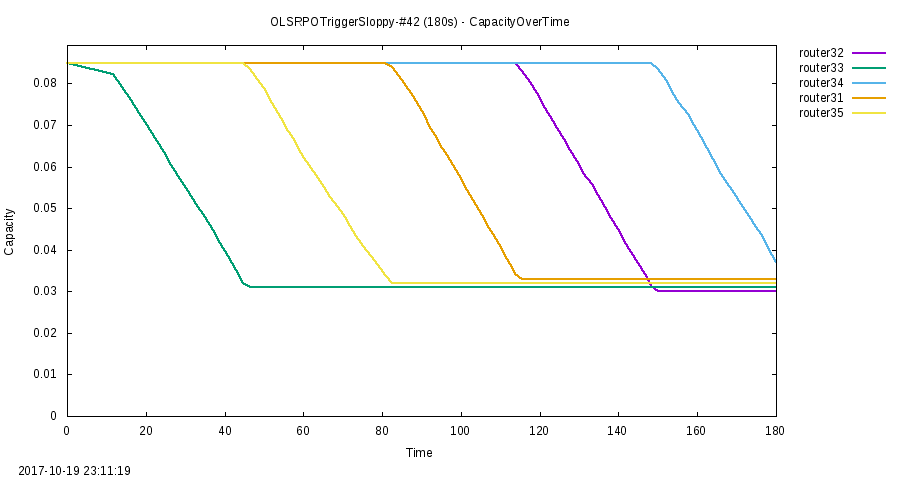 OLSRPOTriggerSloppy-#42 (180s) - CapacityOverTime
router32
router33
router34
router31
router35
0.08
0.07
0.06
0.05
0.04
0.03
0.02
0.01
0
Capacity
0 20 40 60 80 100 120 140 160 180
Time
2017-10-19 23:11:19